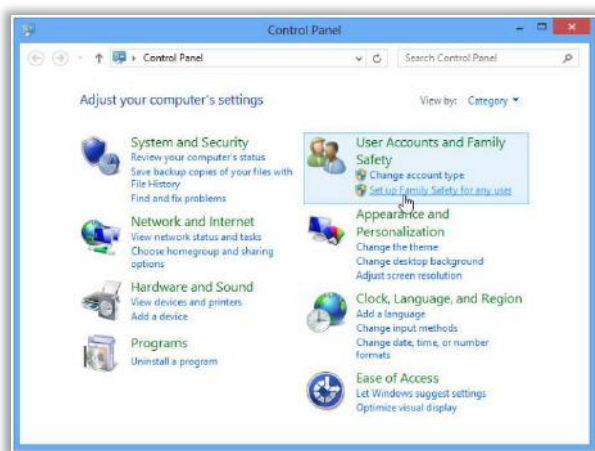 Control Panel
Control Panel
Search Control Panel
Adjust your computer's settings
View by: Category
System and Security
Review your computer's status
Save backup copies of your files with
File History
Find and fix problems
Network and Internet
View network status and tasks
Choose homegroup and sharing
options
Hardware and Sound
View devices and printers
Add a device
Programs
Uninstall a program
User Accounts and Family
Safety
Change account type
Set up Family Safety for any user
Appearance and
Personalization
Change the theme
Change desktop background
Adjust screen resolution
Clock, Language, and Region
Add a language
Change input methods
Change date, time, or number
formats
Ease of Access
Let Windows suggest settings
Optimize visual display